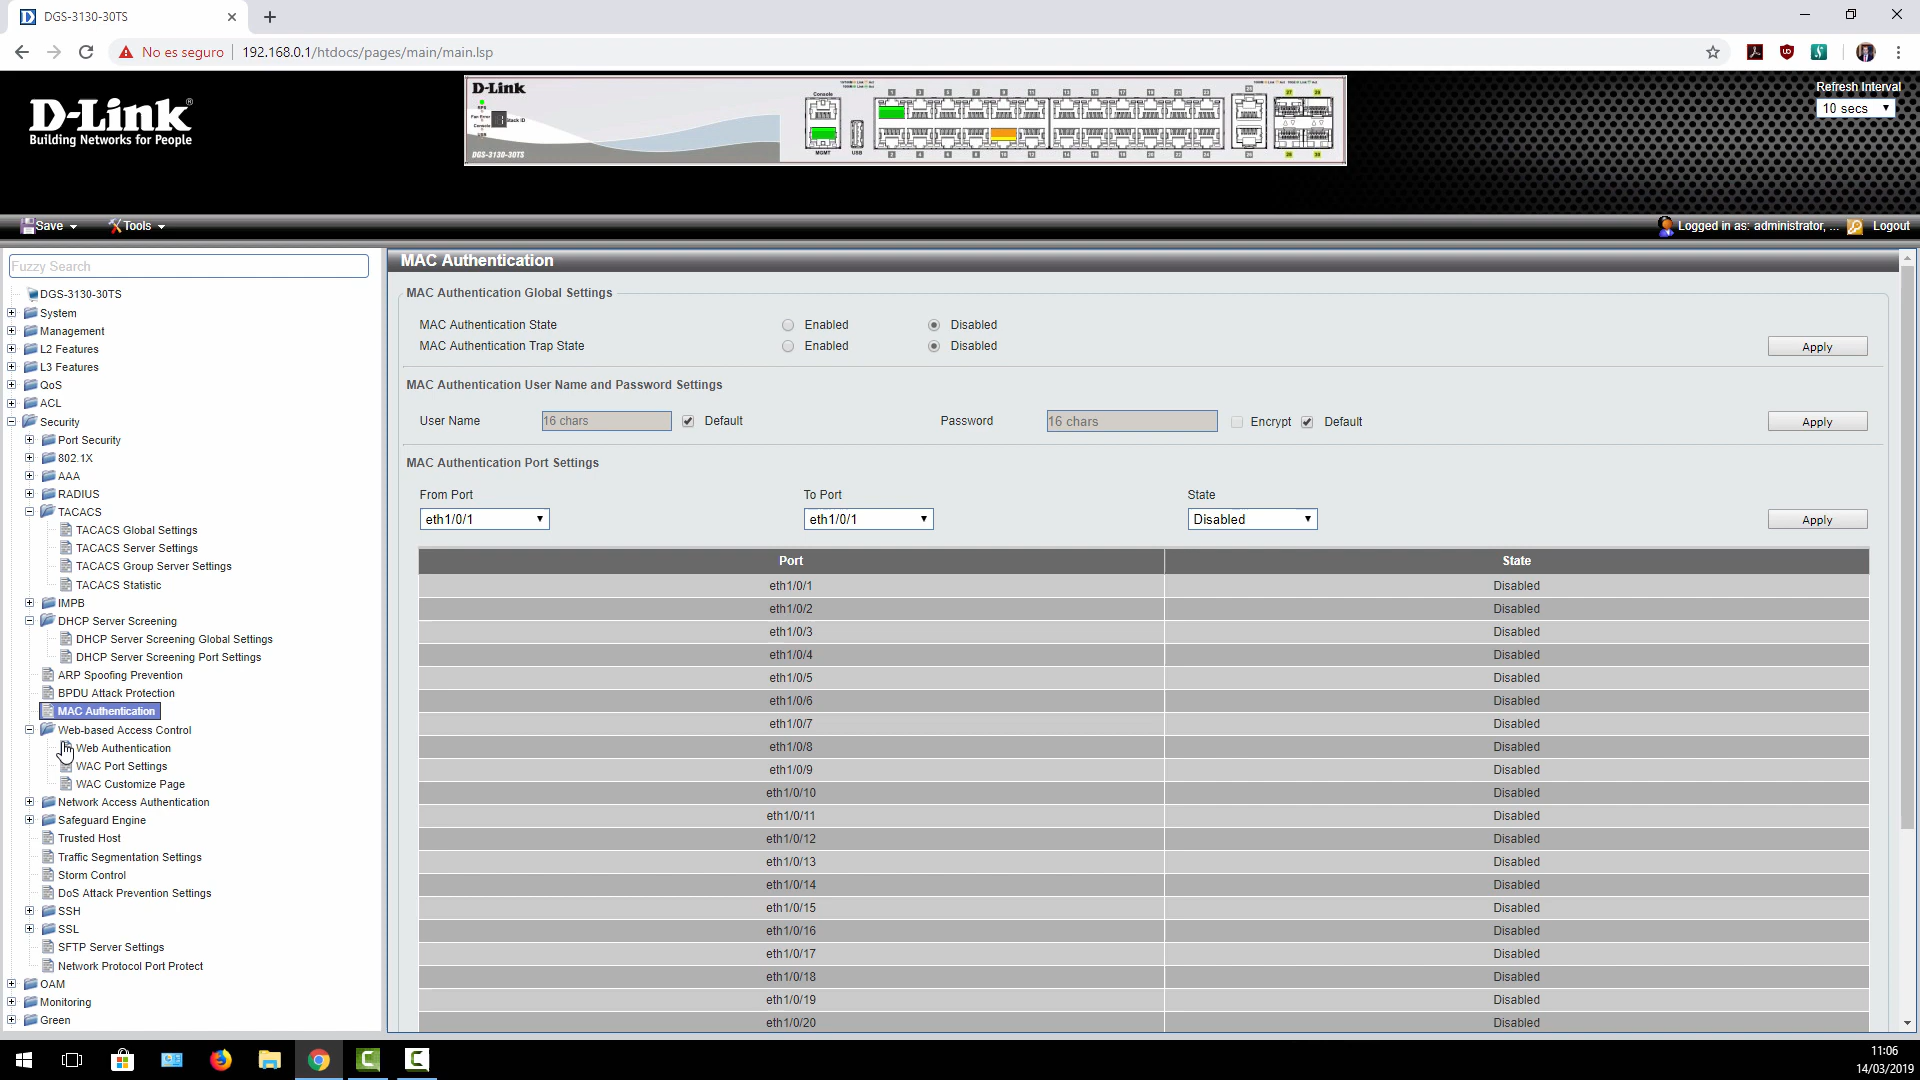 DGS-3130-30TS
No es seguro 192.168.0.1/htdocs/pages/main/main.lsp
D-Link
Building Networks for People
D-Link
Console
MGMT
USB
DGS-3130-30TS
Refresh Interval
10 secs
Save Tools Logged in as: administrator, ... Logout
Fuzzy Search
DGS-3130-30TS
System
Management
L2 Features
L3 Features
QoS
ACL
Security
Port Security
802.1X
AAA
RADIUS
TACACS
TACACS Global Settings
TACACS Server Settings
TACACS Group Server Settings
TACACS Statistic
IMPB
DHCP Server Screening
DHCP Server Screening Global Settings
DHCP Server Screening Port Settings
ARP Spoofing Prevention
BPDU Attack Protection
MAC Authentication
Web-based Access Control
Web Authentication
WAC Port Settings
WAC Customize Page
Network Access Authentication
Safeguard Engine
Trusted Host
Traffic Segmentation Settings
Storm Control
DoS Attack Prevention Settings
SSH
SSL
SFTP Server Settings
Network Protocol Port Protect
OAM
Monitoring
Green
MAC Authentication
MAC Authentication Global Settings
MAC Authentication State Enabled Disabled
MAC Authentication Trap State Enabled Disabled Apply
MAC Authentication User Name and Password Settings
User Name 16 chars Default Password 16 chars Encrypt Default Apply
MAC Authentication Port Settings
From Port To Port State
eth1/0/1 eth1/0/1 Disabled Apply
Port State
eth1/0/1 Disabled
eth1/0/2 Disabled
eth1/0/3 Disabled
eth1/0/4 Disabled
eth1/0/5 Disabled
eth1/0/6 Disabled
eth1/0/7 Disabled
eth1/0/8 Disabled
eth1/0/9 Disabled
eth1/0/10 Disabled
eth1/0/11 Disabled
eth1/0/12 Disabled
eth1/0/13 Disabled
eth1/0/14 Disabled
eth1/0/15 Disabled
eth1/0/16 Disabled
eth1/0/17 Disabled
eth1/0/18 Disabled
eth1/0/19 Disabled
eth1/0/20 Disabled
11:06
14/03/2019